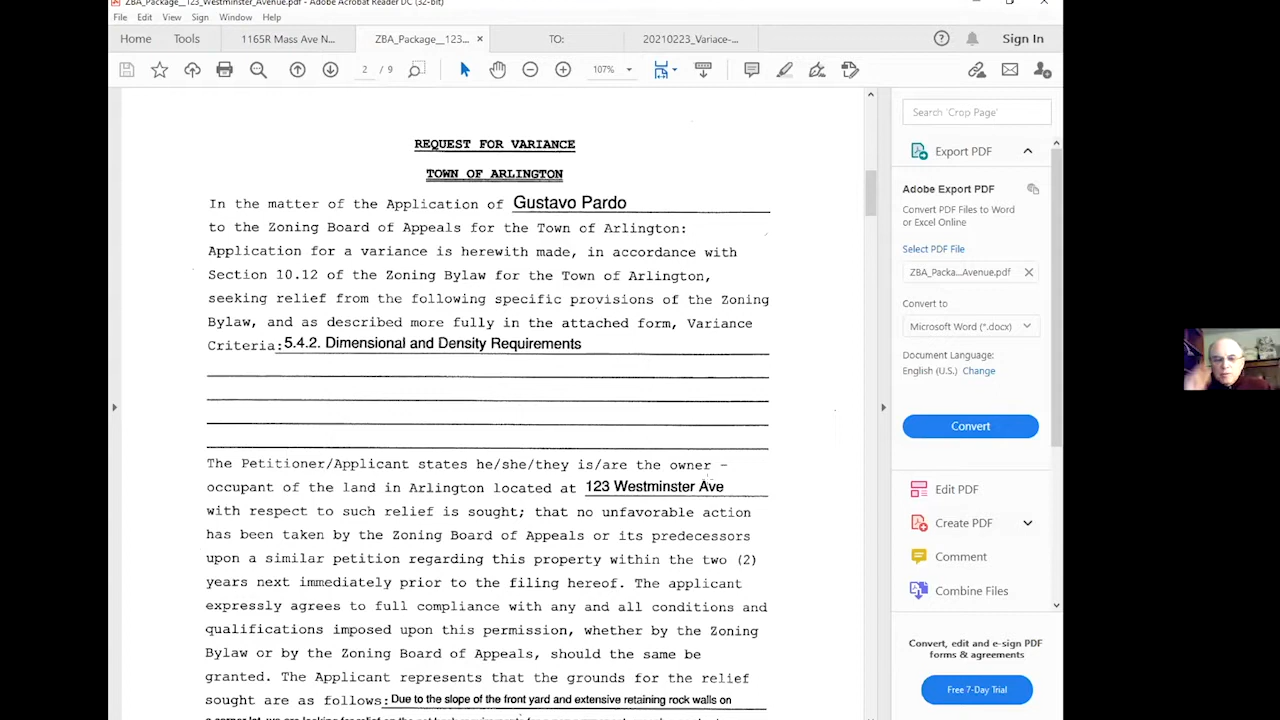 ZBA_Package__123_Westminster_Avenue.pdf - Adobe Acrobat Reader DC (32-bit)
File Edit View Sign Window Help
Home Tools 1165R Mass Ave N... ZBA_Package__123... × TO: 20210223_Variace-... Sign In
2 / 9 107%
REQUEST FOR VARIANCE
TOWN OF ARLINGTON
In the matter of the Application of Gustavo Pardo
to the Zoning Board of Appeals for the Town of Arlington:
Application for a variance is herewith made, in accordance with
Section 10.12 of the Zoning Bylaw for the Town of Arlington,
seeking relief from the following specific provisions of the Zoning
Bylaw, and as described more fully in the attached form, Variance
Criteria: 5.4.2. Dimensional and Density Requirements
The Petitioner/Applicant states he/she/they is/are the owner -
occupant of the land in Arlington located at 123 Westminster Ave
with respect to such relief is sought; that no unfavorable action
has been taken by the Zoning Board of Appeals or its predecessors
upon a similar petition regarding this property within the two (2)
years next immediately prior to the filing hereof. The applicant
expressly agrees to full compliance with any and all conditions and
qualifications imposed upon this permission, whether by the Zoning
Bylaw or by the Zoning Board of Appeals, should the same be
granted. The Applicant represents that the grounds for the relief
sought are as follows: Due to the slope of the front yard and extensive retaining rock walls on
Search 'Crop Page'
Export PDF
Adobe Export PDF
Convert PDF Files to Word
or Excel Online
Select PDF File
ZBA_Packa...Avenue.pdf ×
Convert to
Microsoft Word (*.docx)
Document Language:
English (U.S.) Change
Convert
Edit PDF
Create PDF
Comment
Combine Files
Convert, edit and e-sign PDF
forms & agreements
Free 7-Day Trial